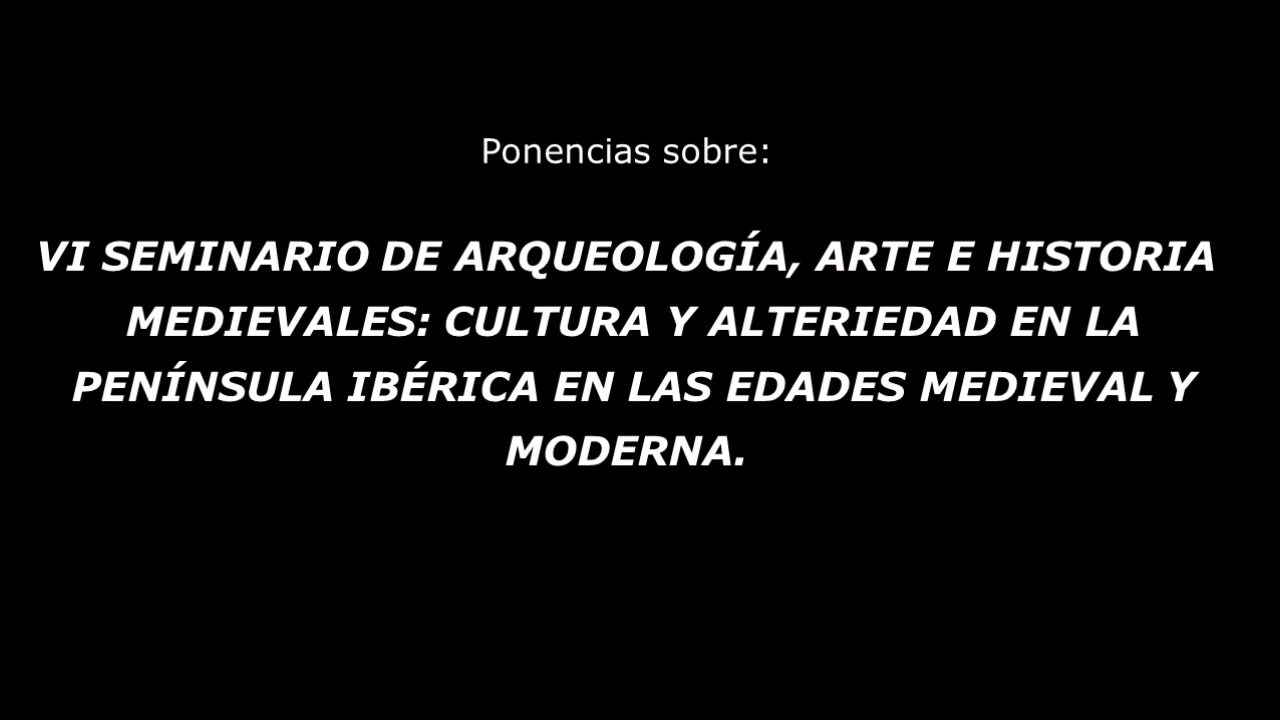 Ponencias sobre:
VI SEMINARIO DE ARQUEOLOGÍA, ARTE E HISTORIA
MEDIEVALES: CULTURA Y ALTERIEDAD EN LA
PENÍNSULA IBÉRICA EN LAS EDADES MEDIEVAL Y
MODERNA.